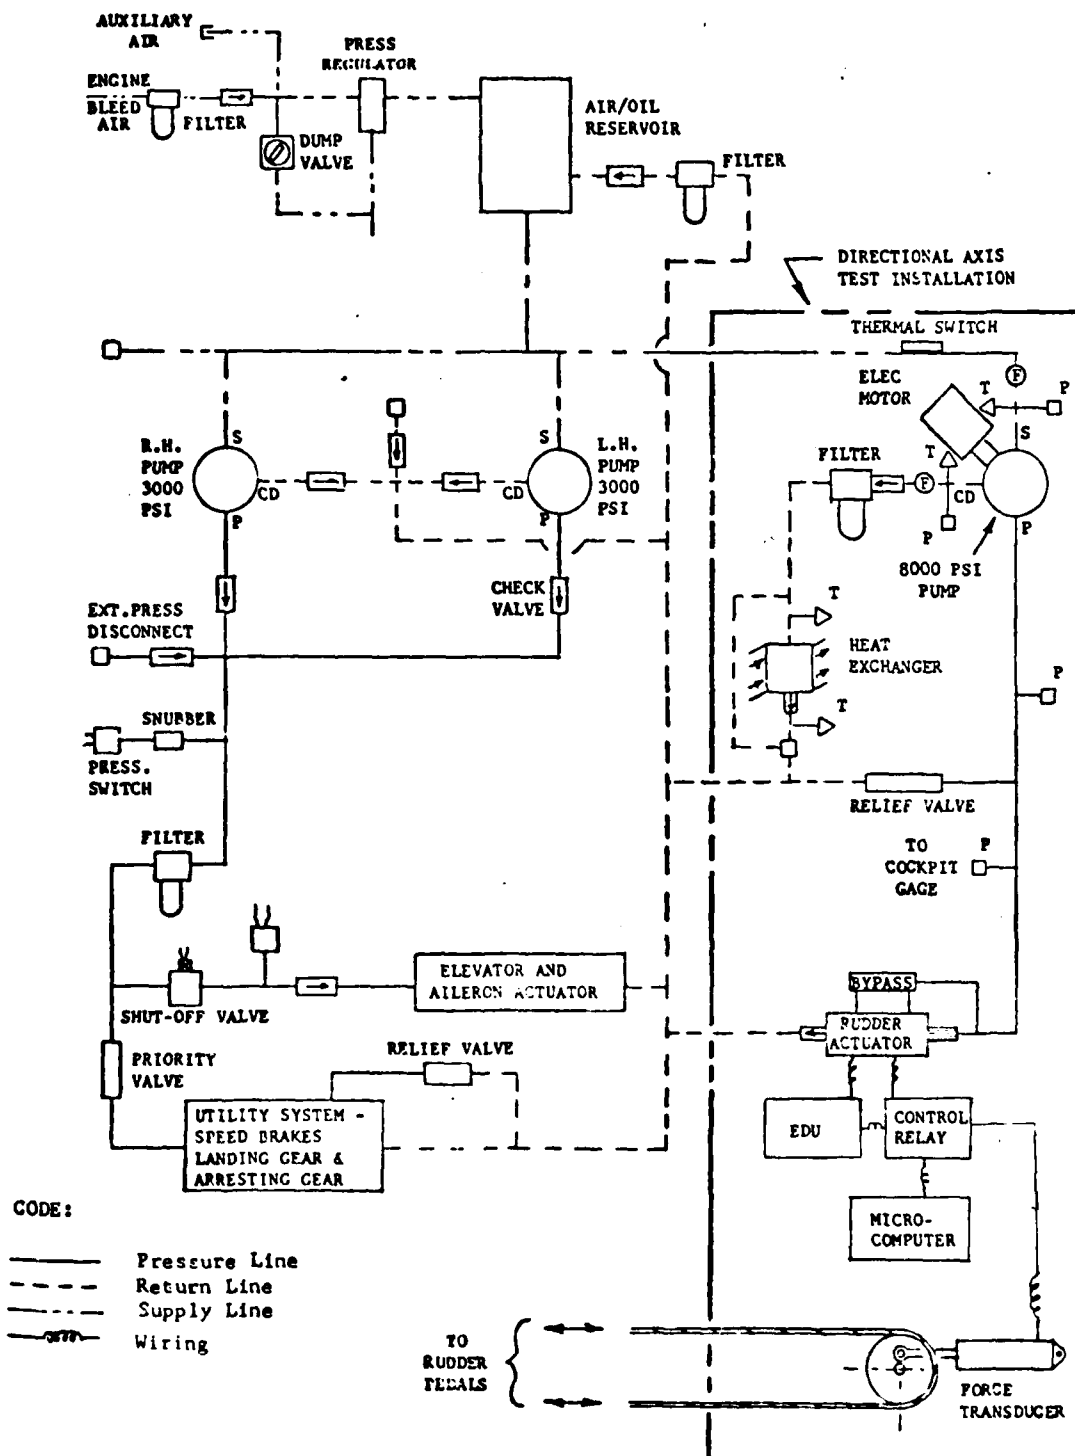 AUXILIARY
AIR
PRESS
REGULATOR
ENGINE
BLEED
AIR
FILTER
DUMP
VALVE
AIR/OIL
RESERVOIR
FILTER
DIRECTIONAL AXIS
TEST INSTALLATION
THERMAL SWITCH
ELEC
MOTOR
F
T
P
S
T
FILTER
F
CD
P
P
8000 PSI
PUMP
R.H.
PUMP
3000
PSI
S
CD
P
S
CD
P
L.H.
PUMP
3000
PSI
CHECK
VALVE
EXT.PRESS
DISCONNECT
T
HEAT
EXCHANGER
T
P
SNUBBER
PRESS.
SWITCH
RELIEF VALVE
FILTER
TO
COCKPIT
GAGE
P
ELEVATOR AND
AILERON ACTUATOR
SHUT-OFF VALVE
BYPASS
RUDDER
ACTUATOR
PRIORITY
VALVE
RELIEF VALVE
UTILITY SYSTEM -
SPEED BRAKES
LANDING GEAR &
ARRESTING GEAR
EDU
CONTROL
RELAY
MICRO-
COMPUTER
CODE:
Pressure Line
Return Line
Supply Line
Wiring
TO
RUDDER
PEDALS
FORCE
TRANSDUCER